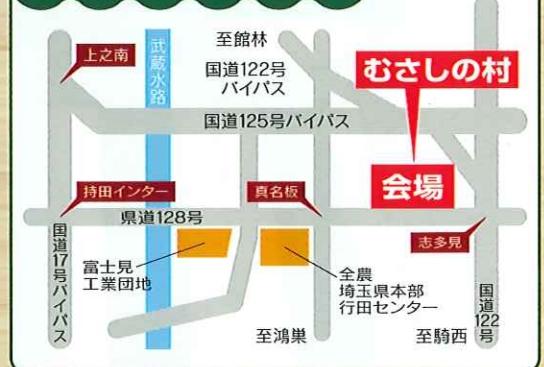 上之南
武蔵水路
至館林
国道122号
バイパス
むさしの村
国道125号バイパス
会場
持田インター
真名板
県道128号
志多見
国道17号バイパス
富士見
工業団地
全農
埼玉県本部
行田センター
国道122号
至鴻巣
至騎西